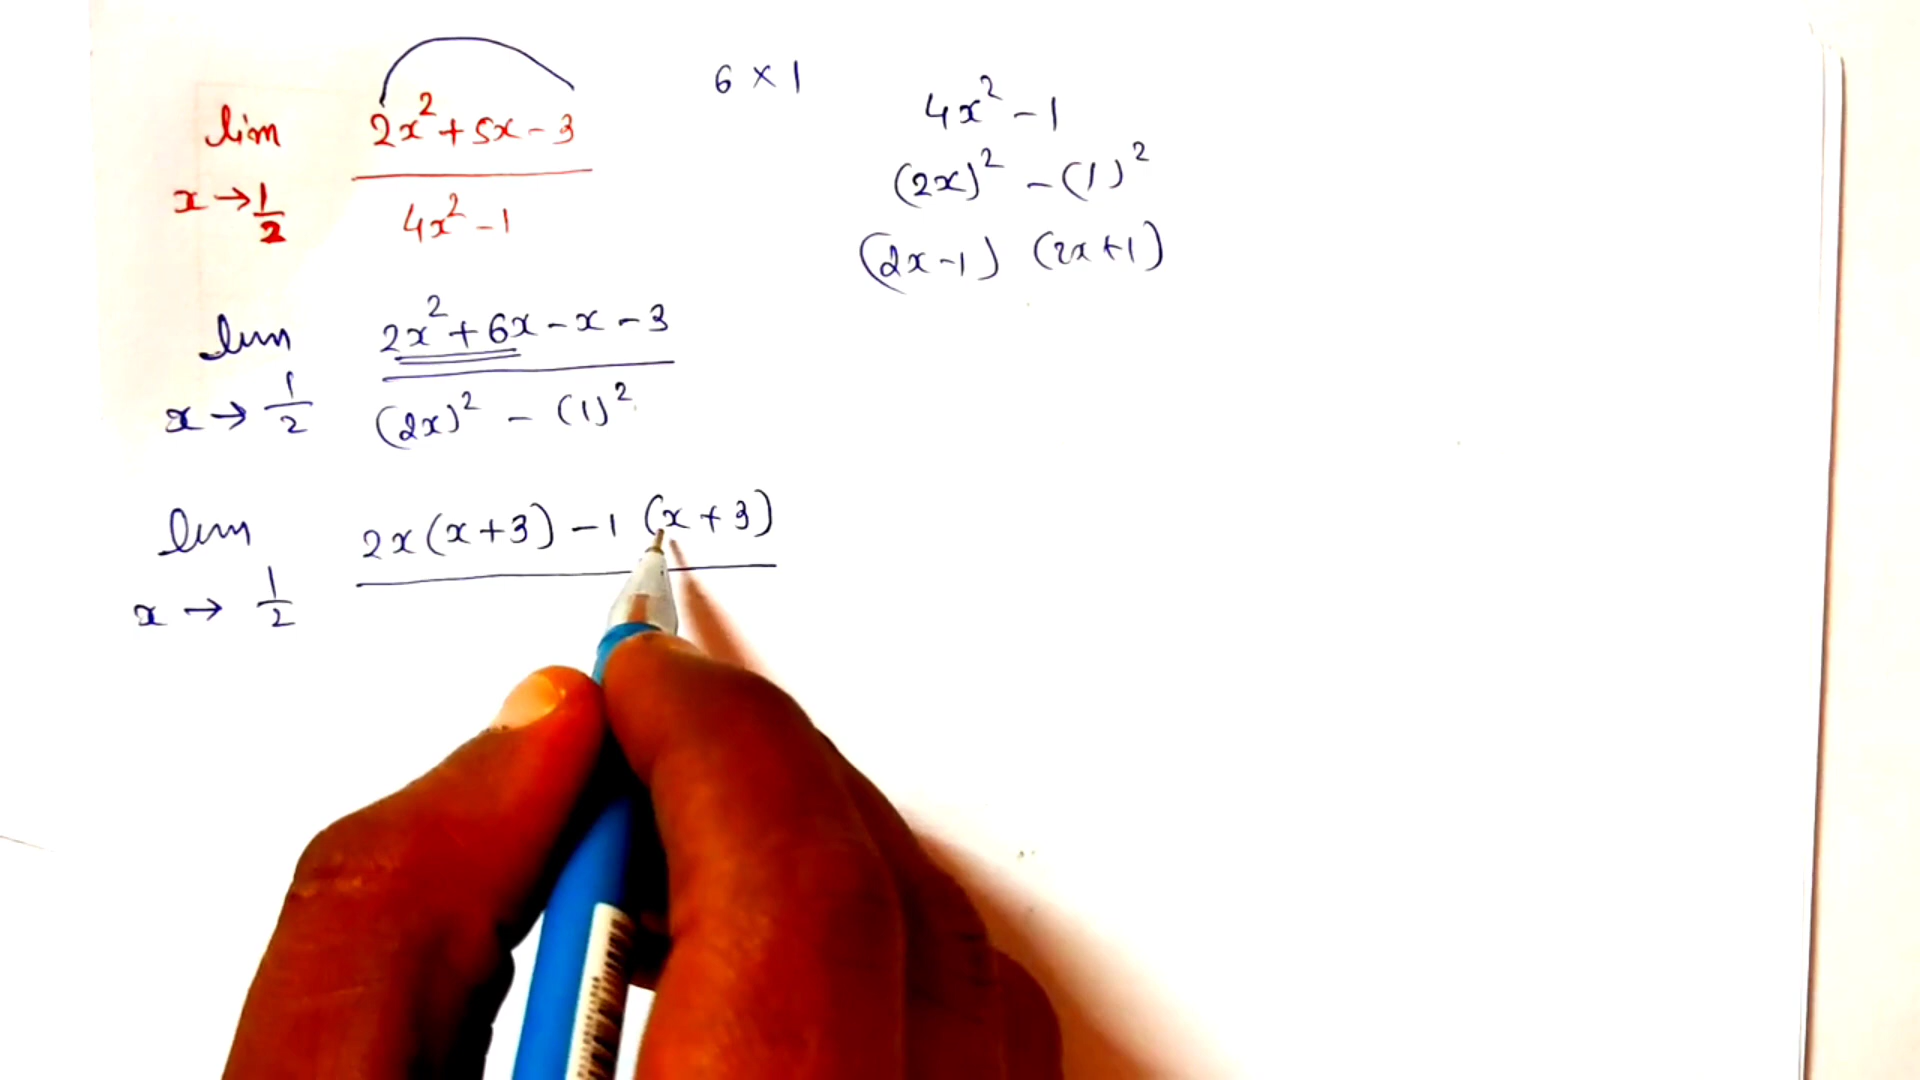 lim 2x² + 5x - 3
x → 1/2 4x² - 1
6 × 1
4x² - 1
(2x)² - (1)²
(2x - 1) (2x + 1)
lim 2x² + 6x - x - 3
x → 1/2 (2x)² - (1)²
lim 2x(x + 3) - 1 (x + 3)
x → 1/2